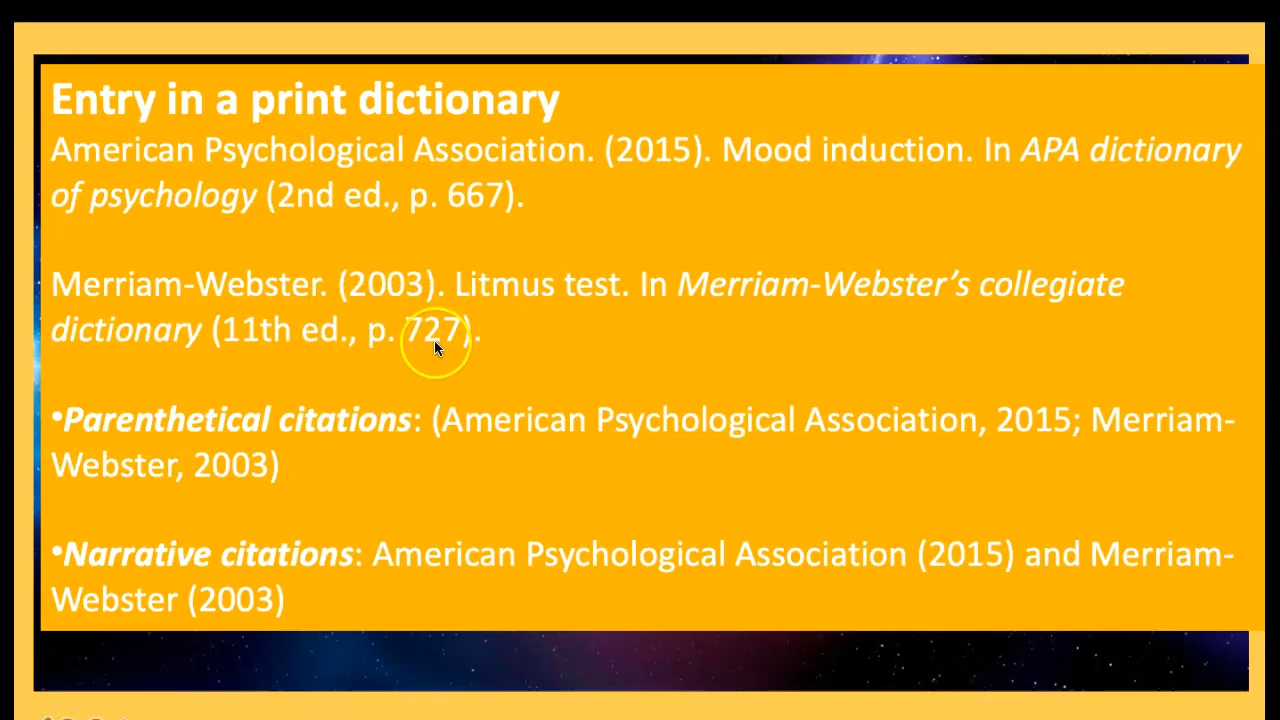 Entry in a print dictionary
American Psychological Association. (2015). Mood induction. In APA dictionary
of psychology (2nd ed., p. 667).
Merriam-Webster. (2003). Litmus test. In Merriam-Webster’s collegiate
dictionary (11th ed., p. 727).
•Parenthetical citations: (American Psychological Association, 2015; Merriam-
Webster, 2003)
•Narrative citations: American Psychological Association (2015) and Merriam-
Webster (2003)